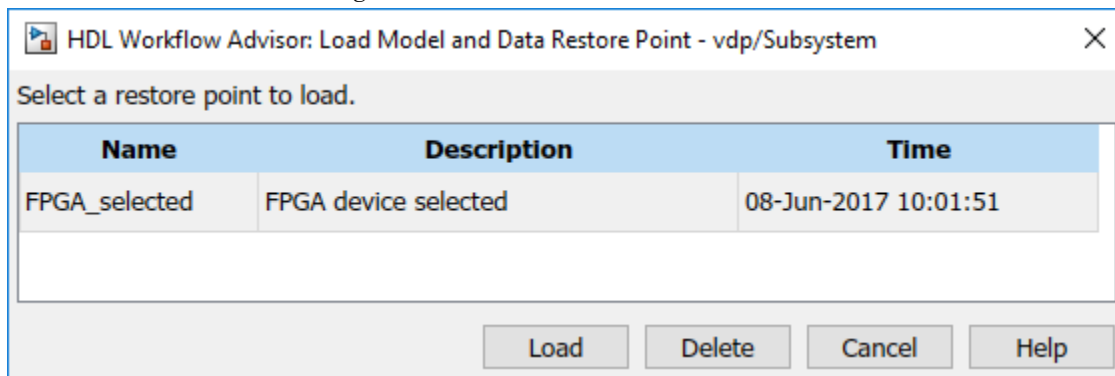 HDL Workflow Advisor: Load Model and Data Restore Point - vdp/Subsystem
Select a restore point to load.
Name Description Time
FPGA_selected FPGA device selected 08-Jun-2017 10:01:51
Load Delete Cancel Help